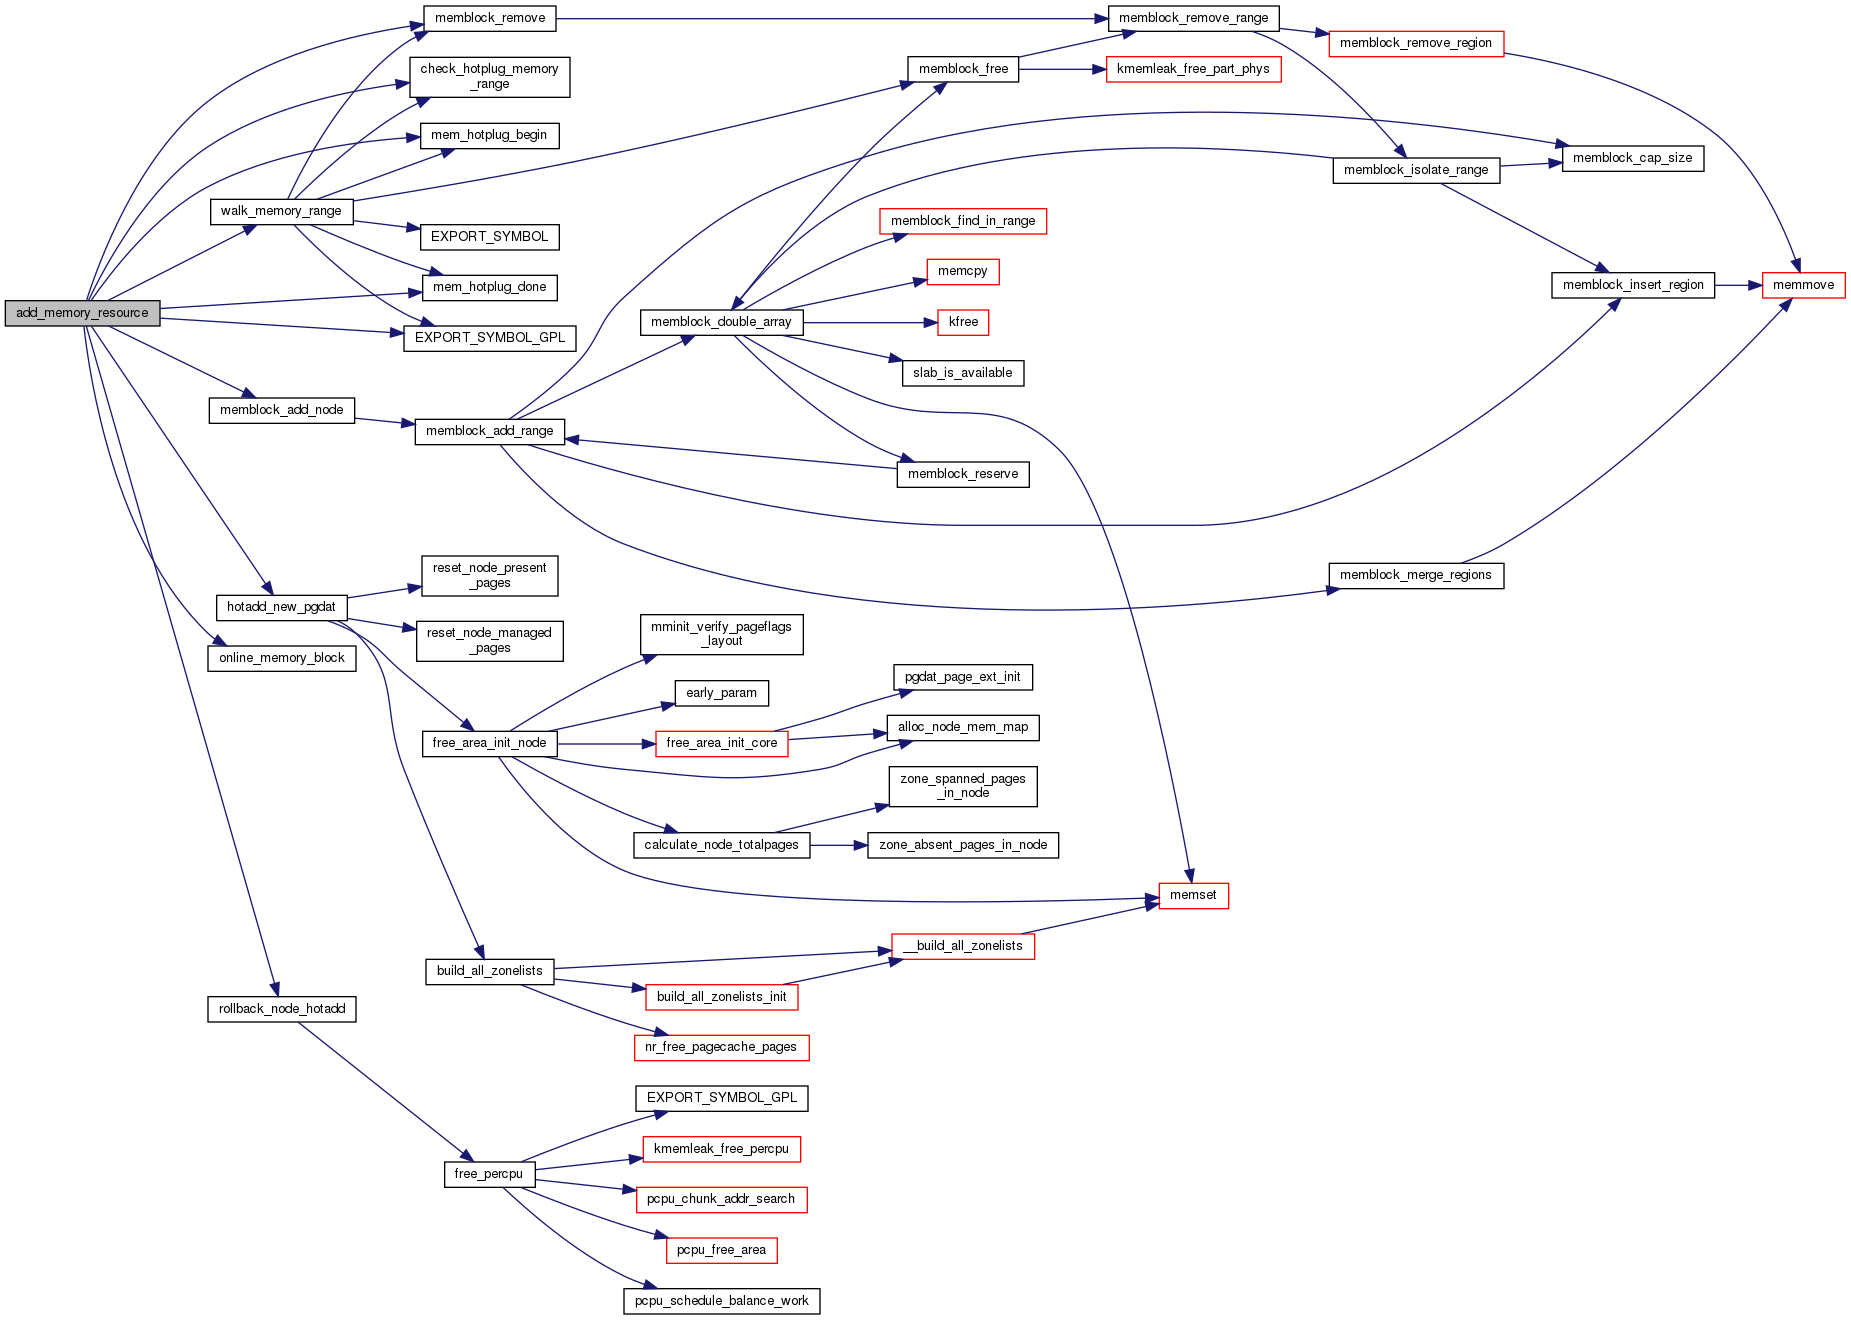 memblock_remove
memblock_remove_range
memblock_remove_region
check_hotplug_memory
_range
memblock_free
kmemleak_free_part_phys
mem_hotplug_begin
memblock_cap_size
memblock_isolate_range
walk_memory_range
memblock_find_in_range
EXPORT_SYMBOL
memcpy
mem_hotplug_done
memblock_insert_region
memmove
add_memory_resource
memblock_double_array
kfree
EXPORT_SYMBOL_GPL
slab_is_available
memblock_add_node
memblock_add_range
memblock_reserve
reset_node_present
_pages
memblock_merge_regions
hotadd_new_pgdat
reset_node_managed
_pages
mminit_verify_pageflags
_layout
online_memory_block
pgdat_page_ext_init
early_param
alloc_node_mem_map
free_area_init_node
free_area_init_core
zone_spanned_pages
_in_node
calculate_node_totalpages
zone_absent_pages_in_node
memset
__build_all_zonelists
build_all_zonelists
build_all_zonelists_init
rollback_node_hotadd
nr_free_pagecache_pages
EXPORT_SYMBOL_GPL
kmemleak_free_percpu
free_percpu
pcpu_chunk_addr_search
pcpu_free_area
pcpu_schedule_balance_work